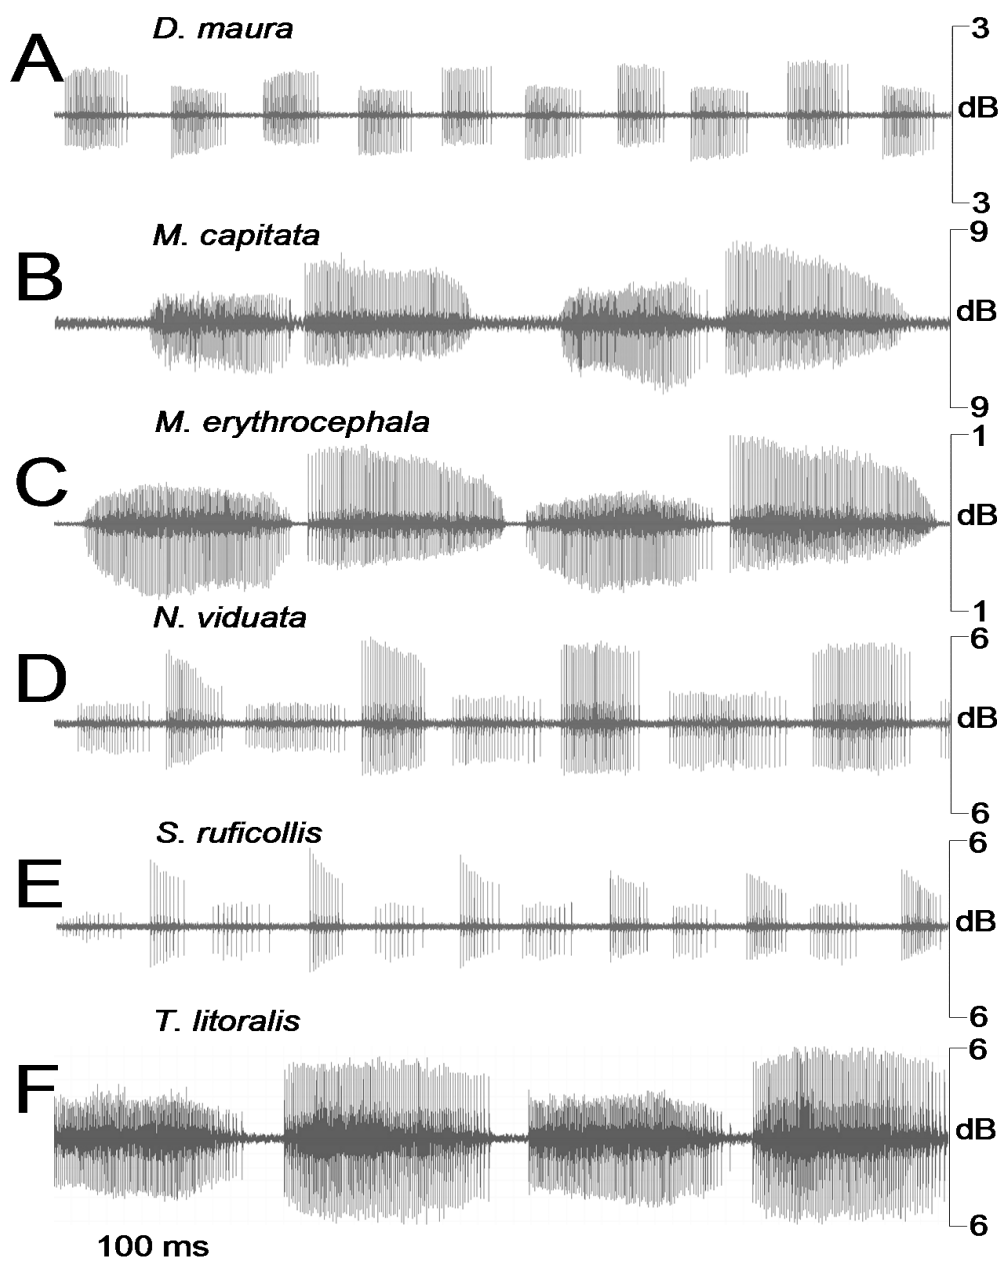 D. maura
A
3
dB
3
M. capitata
B
9
dB
9
M. erythrocephala
C
1
dB
1
N. viduata
D
6
dB
6
S. ruficollis
E
6
dB
6
T. litoralis
F
6
dB
6
100 ms